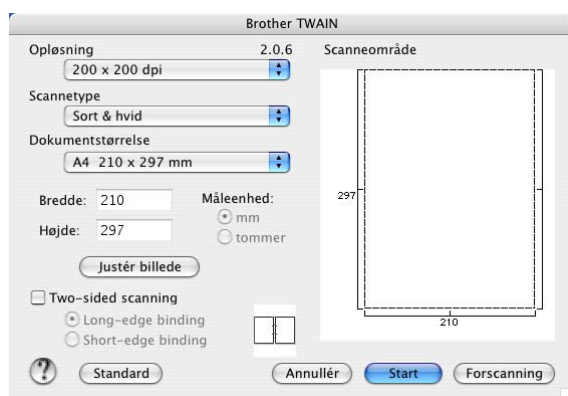 Brother TWAIN
Opløsning 2.0.6
200 x 200 dpi
Scannetype
Sort & hvid
Dokumentstørrelse
A4 210 x 297 mm
Bredde: 210
Højde: 297
Måleenhed:
mm
tommer
Justér billede
Two-sided scanning
Long-edge binding
Short-edge binding
Scanneområde
297
210
?
Standard
Annullér
Start
Forscanning